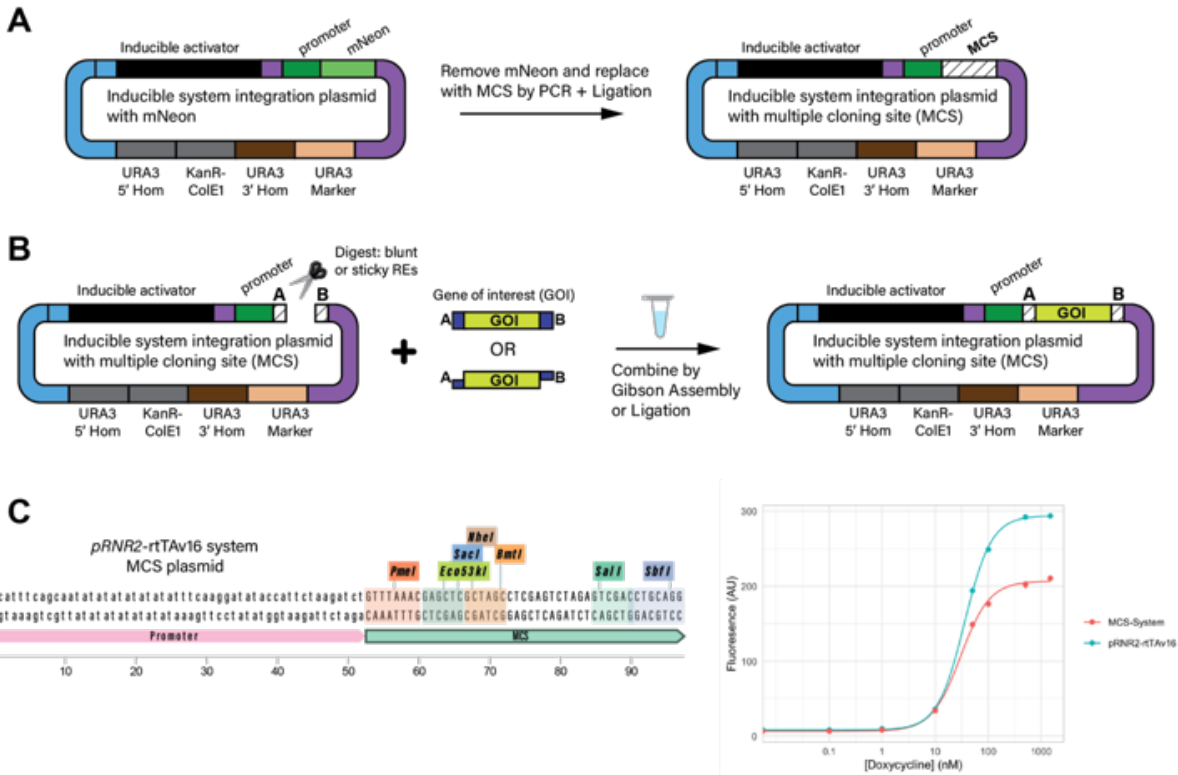 A
Inducible activator
promoter
mNeon
Inducible system integration plasmid
with mNeon
URA3
5' Hom
KanR-
ColE1
URA3
3' Hom
URA3
Marker
Remove mNeon and replace
with MCS by PCR + Ligation
Inducible activator
promoter
MCS
Inducible system integration plasmid
with multiple cloning site (MCS)
URA3
5' Hom
KanR-
ColE1
URA3
3' Hom
URA3
Marker
B
Inducible activator
promoter
A
B
Digest: blunt
or sticky REs
Inducible system integration plasmid
with multiple cloning site (MCS)
URA3
5' Hom
KanR-
ColE1
URA3
3' Hom
URA3
Marker
+
Gene of interest (GOI)
A GOI B
OR
A GOI B
Combine by
Gibson Assembly
or Ligation
Inducible activator
promoter
A
GOI
B
Inducible system integration plasmid
with multiple cloning site (MCS)
URA3
5' Hom
KanR-
ColE1
URA3
3' Hom
URA3
Marker
C
pRNR2-rtTAv16 system
MCS plasmid
NheI
SacI BmtI
PmeI Eco53kI SalI SbfI
catttcagcaatatatatatatatatatttcaaggatataccattctaagatctGTTTAAACGAGCTCGCTAGCCTCGAGTCTAGAGTCGACCTGCAGG
gtaaagtcgttatatatatatatatataaagttcctatatggtaagattctagaCAAATTTGCTCGAGCGATCGGAGCTCAGATCTCAGCTGGACGTCC
Promoter MCS
10 20 30 40 50 60 70 80 90
Fluoresence (AU)
300
200
100
0
0.1 1 10 100 1000
[Doxycycline] (nM)
MCS-System
pRNR2-rtTAv16